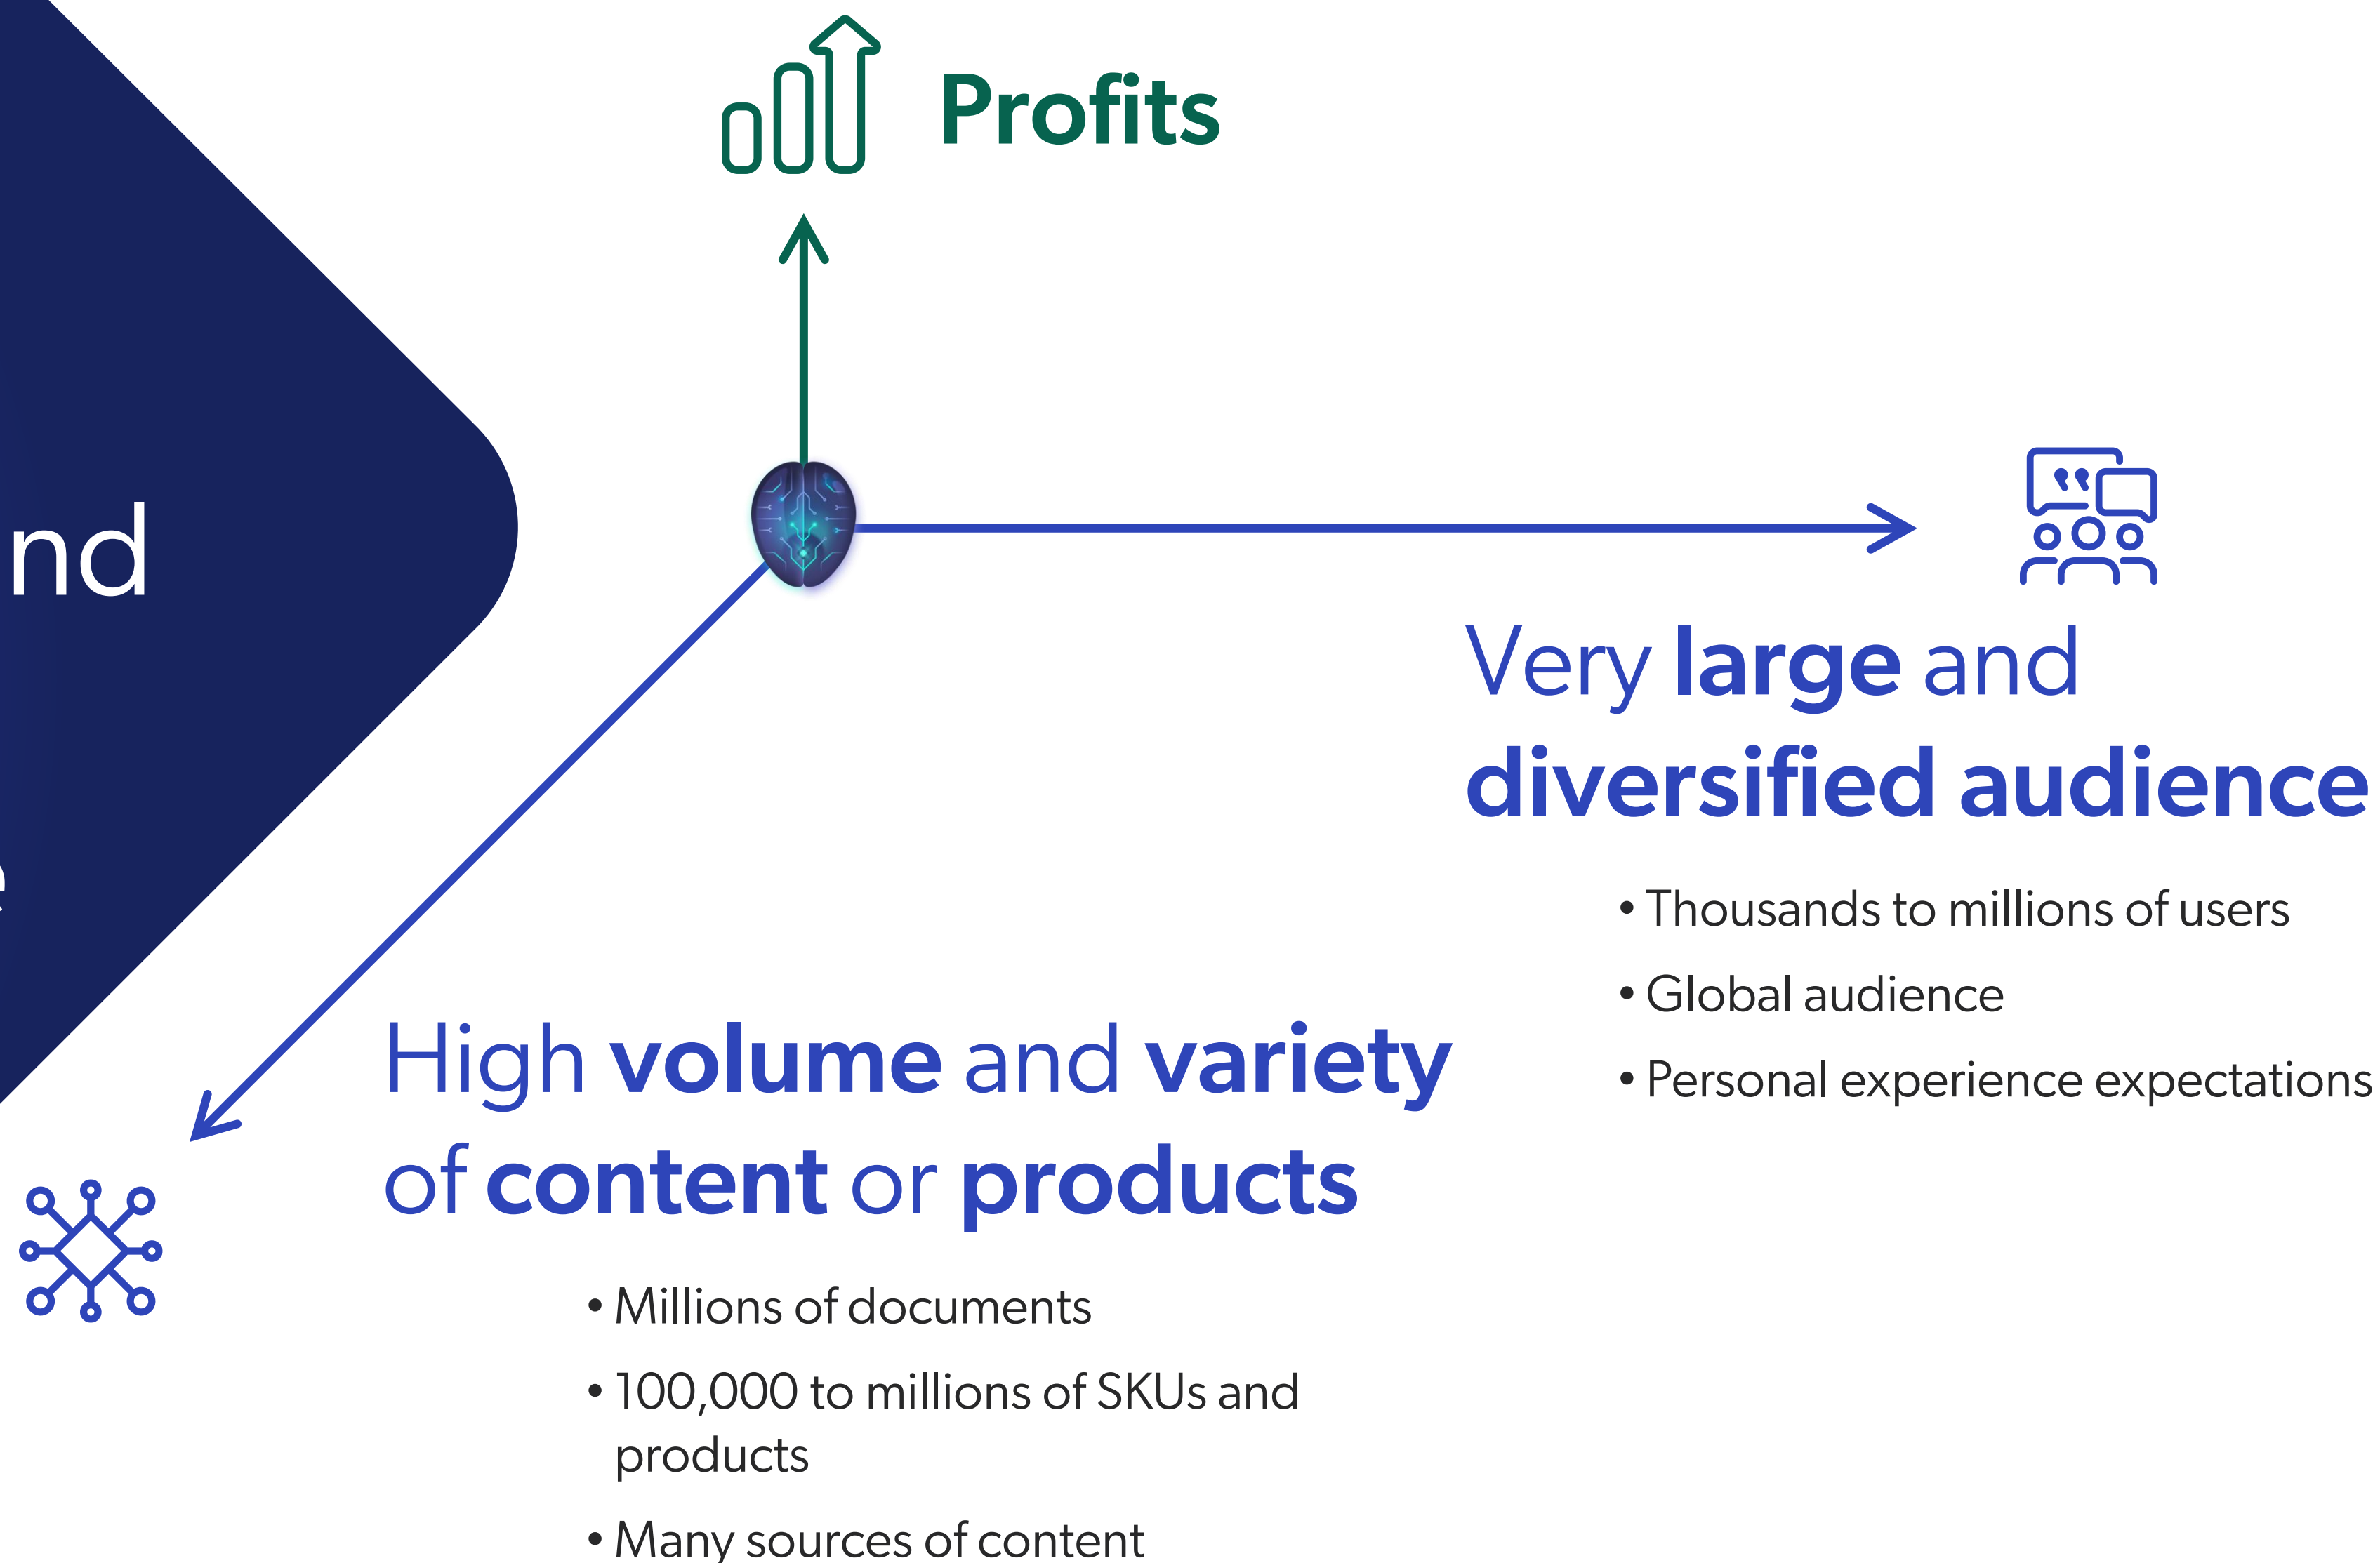 Profits
nd
Very large and
diversified audience
e
• Thousands to millions of users
• Global audience
• Personal experience expectations
High volume and variety
of content or products
• Millions of documents
• 100,000 to millions of SKUs and
products
• Many sources of content